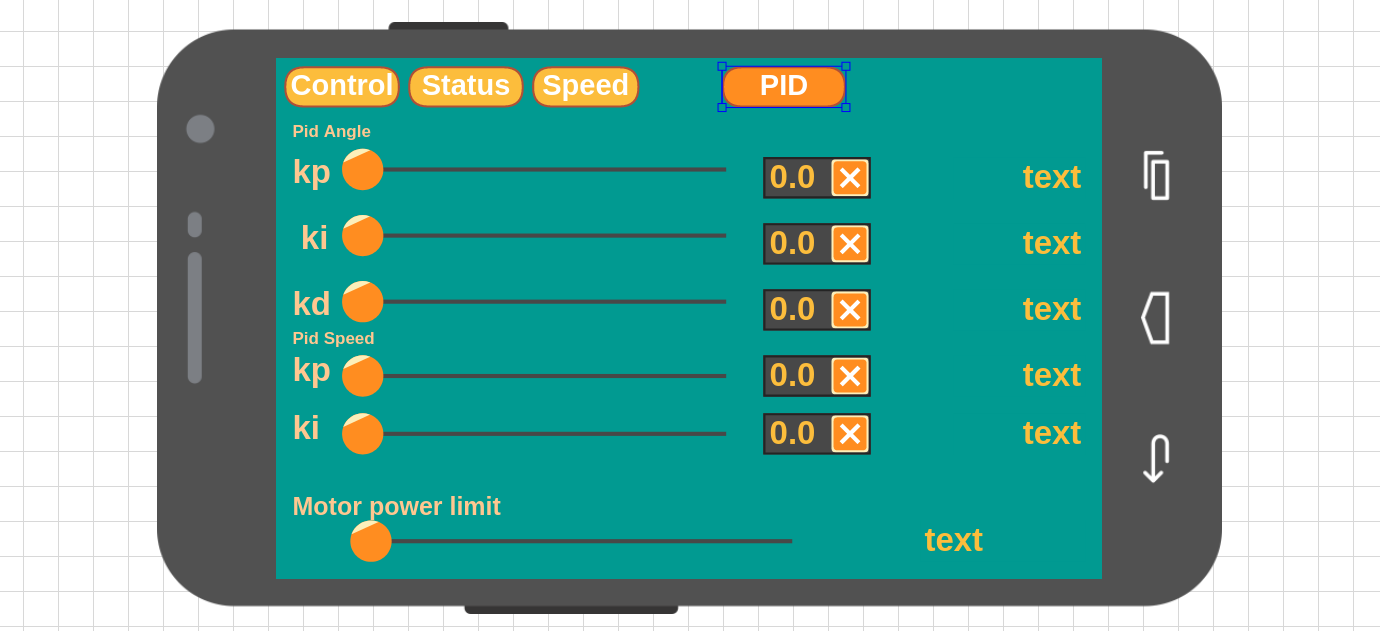 Control Status Speed PID
Pid Angle
kp 0.0 text
ki 0.0 text
kd 0.0 text
Pid Speed
kp 0.0 text
ki 0.0 text
Motor power limit
text